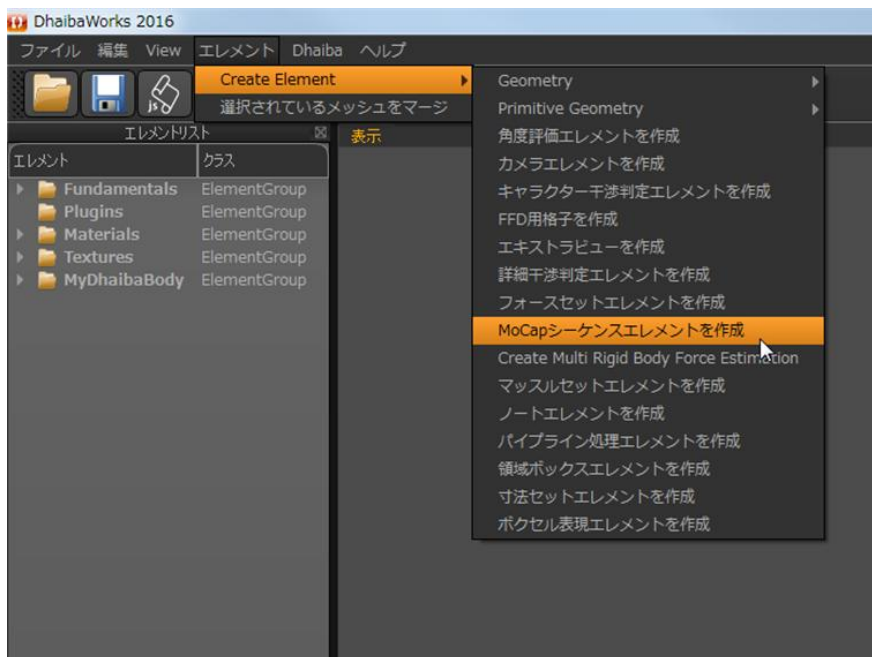 DhaibaWorks 2016
ファイル 編集 View エレメント Dhaiba ヘルプ
Create Element
選択されているメッシュをマージ
js
エレメントリスト
エレメント クラス
Fundamentals ElementGroup
Plugins ElementGroup
Materials ElementGroup
Textures ElementGroup
MyDhaibaBody ElementGroup
表示
Geometry
Primitive Geometry
角度評価エレメントを作成
カメラエレメントを作成
キャラクター干渉判定エレメントを作成
FFD用格子を作成
エキストラビューを作成
詳細干渉判定エレメントを作成
フォースセットエレメントを作成
MoCapシーケンスエレメントを作成
Create Multi Rigid Body Force Estimation
マッスルセットエレメントを作成
ノートエレメントを作成
パイプライン処理エレメントを作成
領域ボックスエレメントを作成
寸法セットエレメントを作成
ボクセル表現エレメントを作成